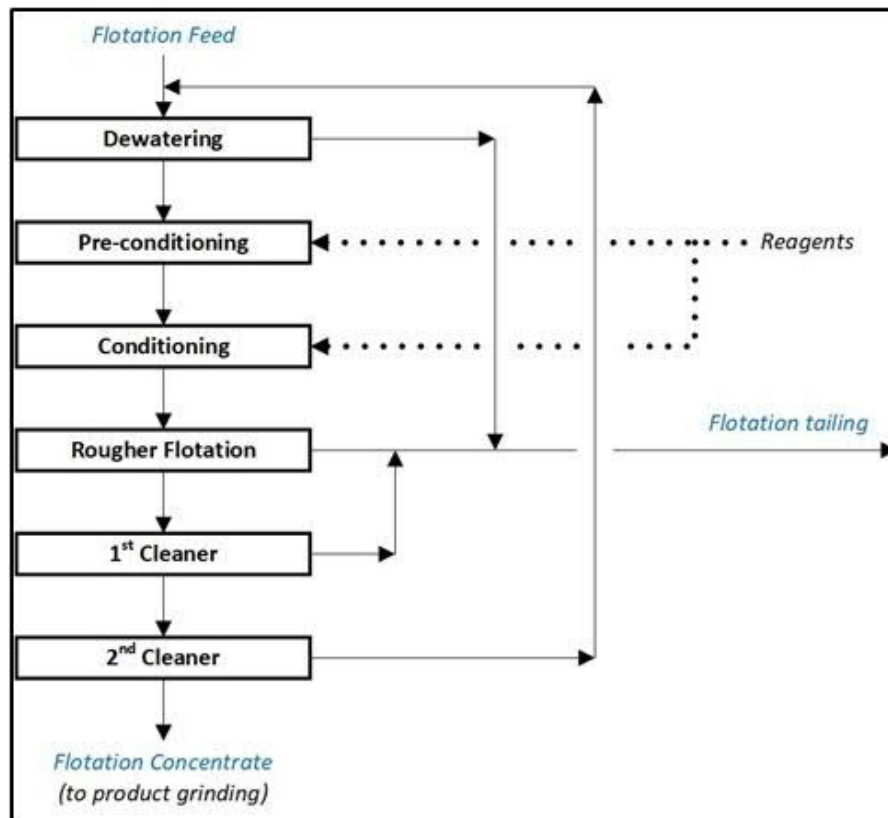 Flotation Feed
Dewatering
Pre-conditioning
Reagents
Conditioning
Flotation tailing
Rougher Flotation
1st Cleaner
2nd Cleaner
Flotation Concentrate
(to product grinding)